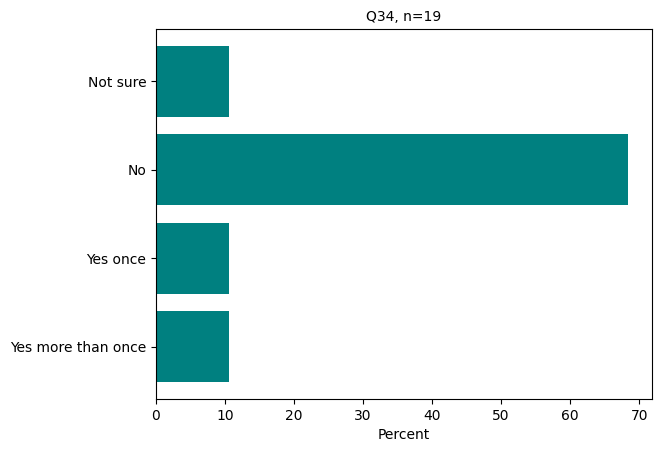 Q34, n=19
Not sure
No
Yes once
Yes more than once
0 10 20 30 40 50 60 70
Percent